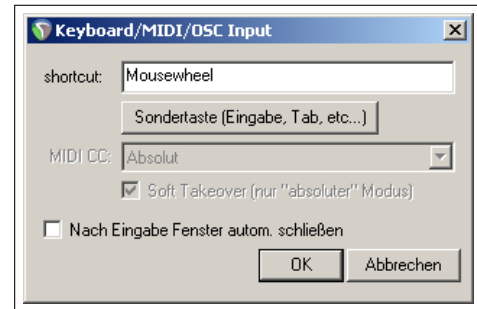 Keyboard/MIDI/OSC Input
shortcut: Mousewheel
Sondertaste (Eingabe, Tab, etc...)
MIDI CC: Absolut
Soft Takeover (nur "absoluter" Modus)
Nach Eingabe Fenster autom. schließen
OK Abbrechen